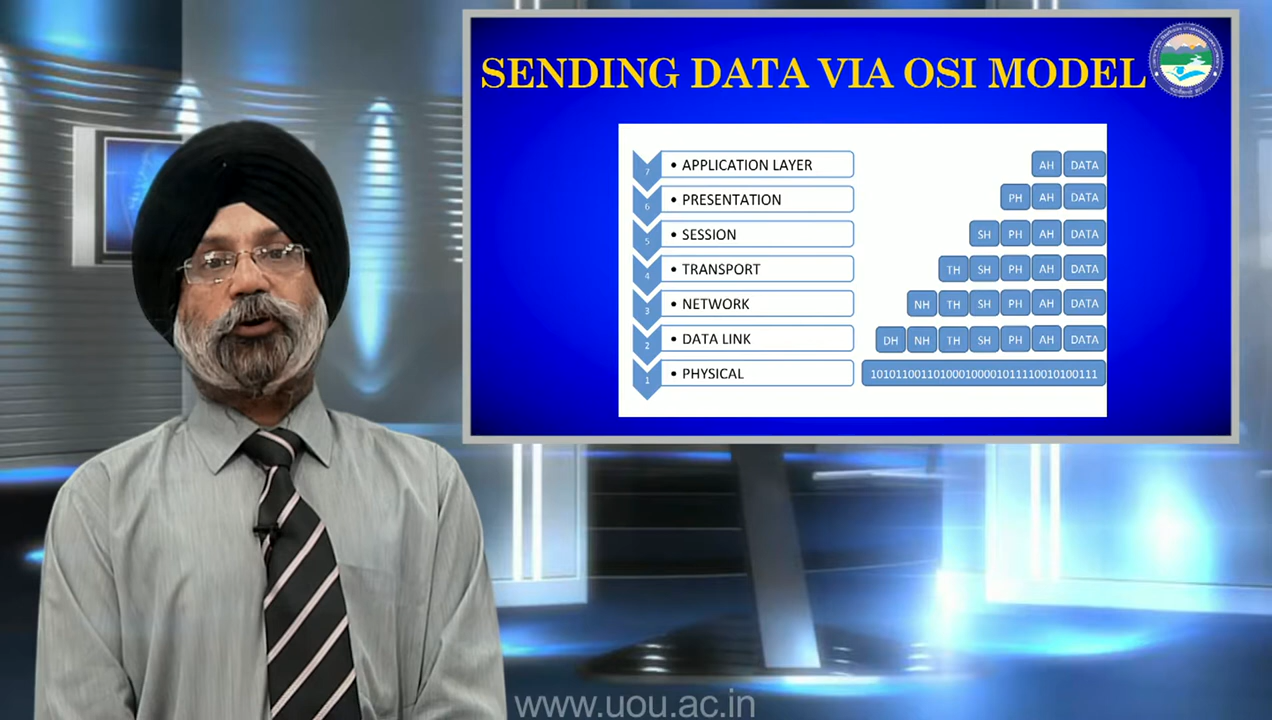 SENDING DATA VIA OSI MODEL
7 • APPLICATION LAYER AH DATA
6 • PRESENTATION PH AH DATA
5 • SESSION SH PH AH DATA
4 • TRANSPORT TH SH PH AH DATA
3 • NETWORK NH TH SH PH AH DATA
2 • DATA LINK DH NH TH SH PH AH DATA
1 • PHYSICAL 1010110011010001000010111110010100111
www.uou.ac.in